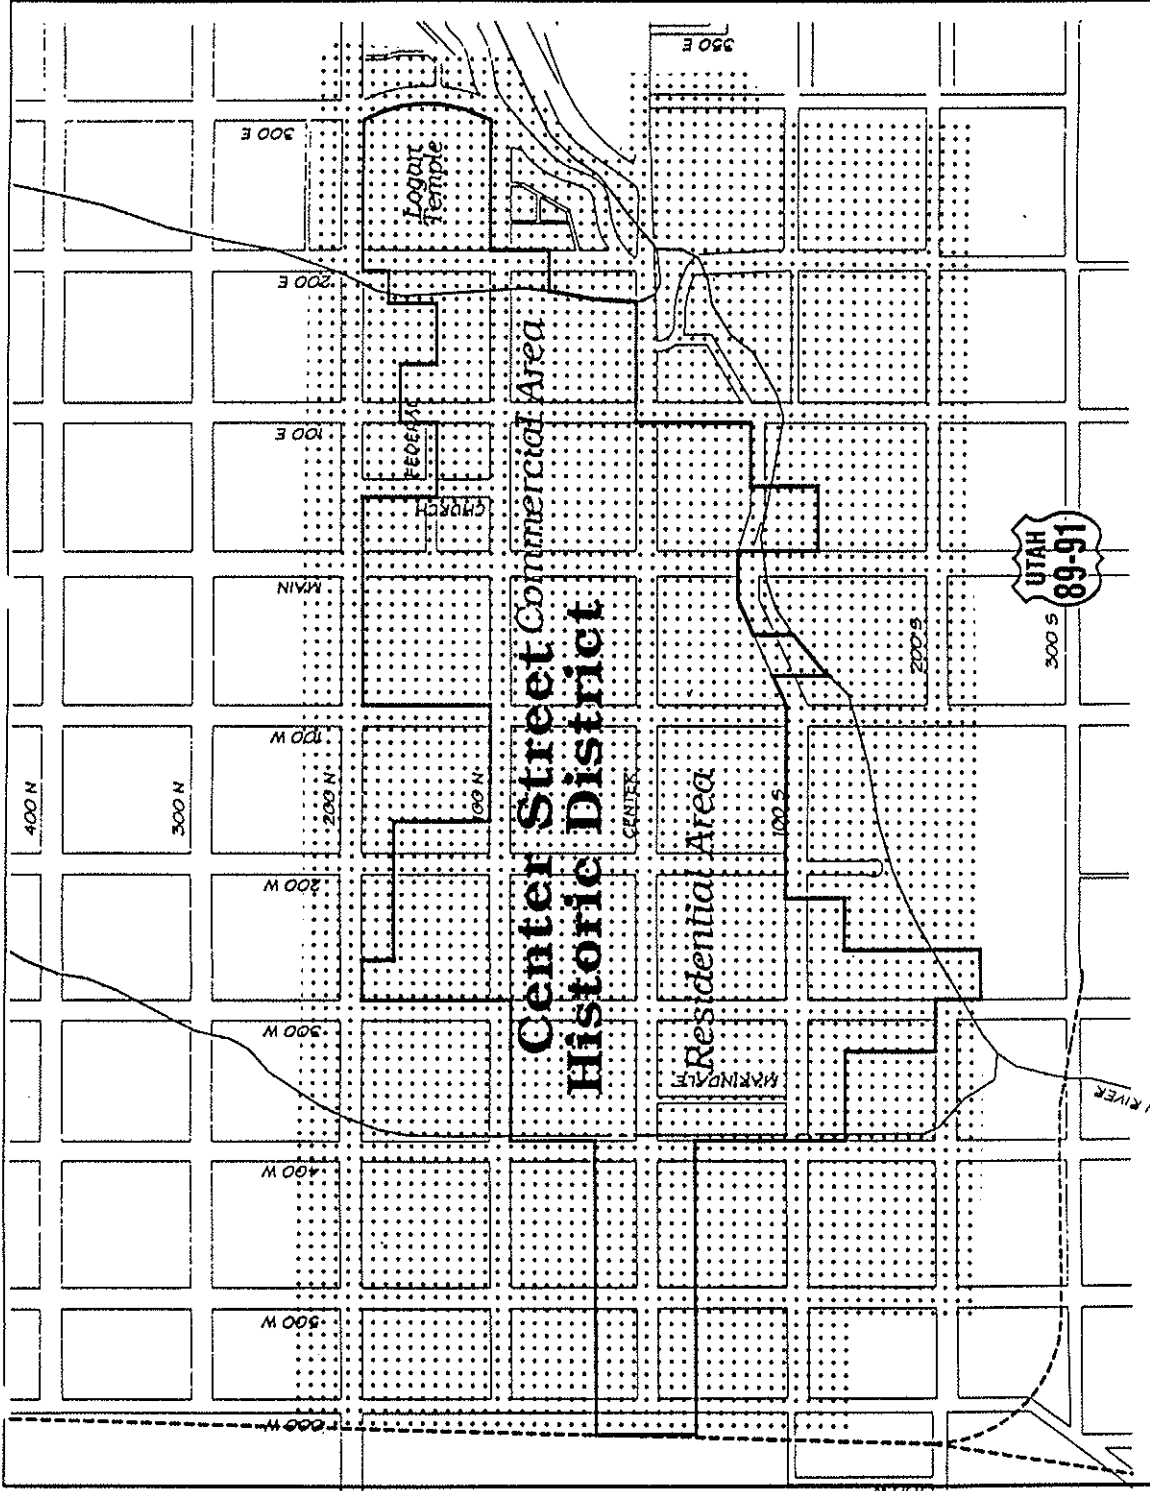 350 E
300 E
Logan
Temple
200 E
100 E
FEDERAL
CHURCH
MAIN
Center Street Commercial Area
Historic District
UTAH
89-91
200 S
300 S
400 N
300 N
200 N
100 N
100 W
CENTER
Residential Area
100 S
200 W
300 W
MARINDALE
RIVER
400 W
500 W
600 W